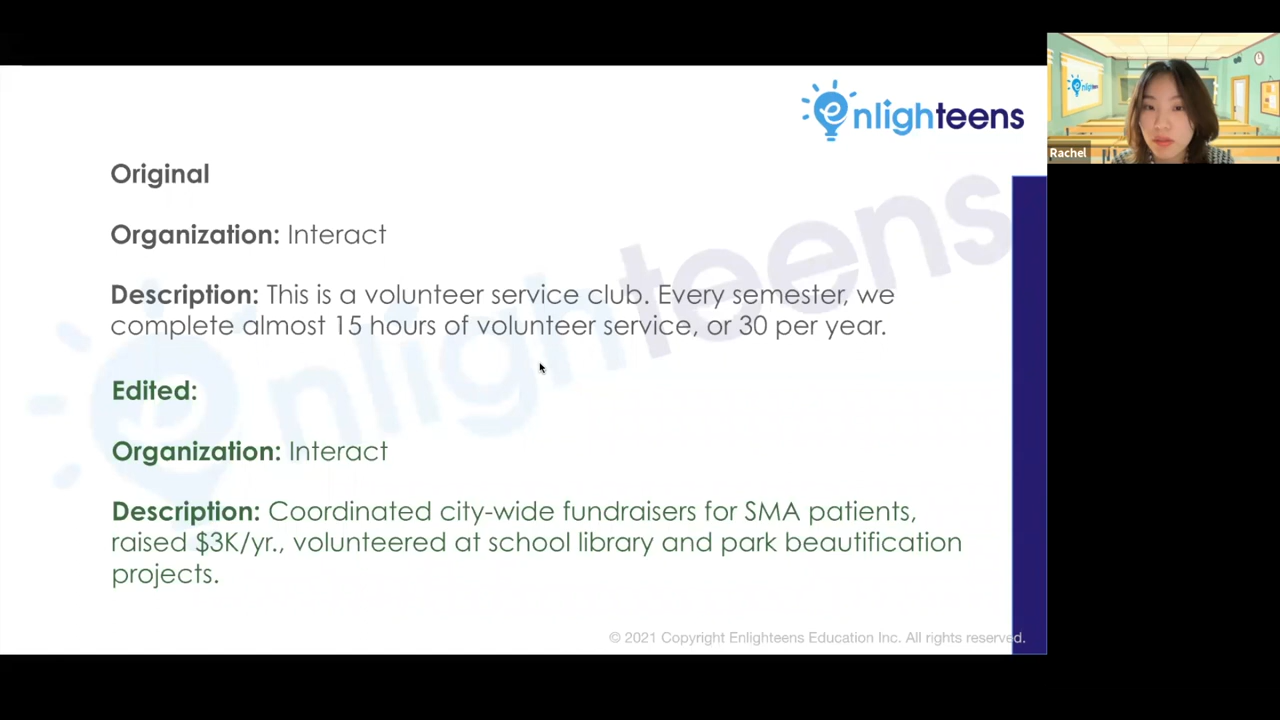 enlighteens
Rachel
Original
Organization: Interact
Description: This is a volunteer service club. Every semester, we
complete almost 15 hours of volunteer service, or 30 per year.
Edited:
Organization: Interact
Description: Coordinated city-wide fundraisers for SMA patients,
raised $3K/yr., volunteered at school library and park beautification
projects.
enlighteens
© 2021 Copyright Enlighteens Education Inc. All rights reserved.